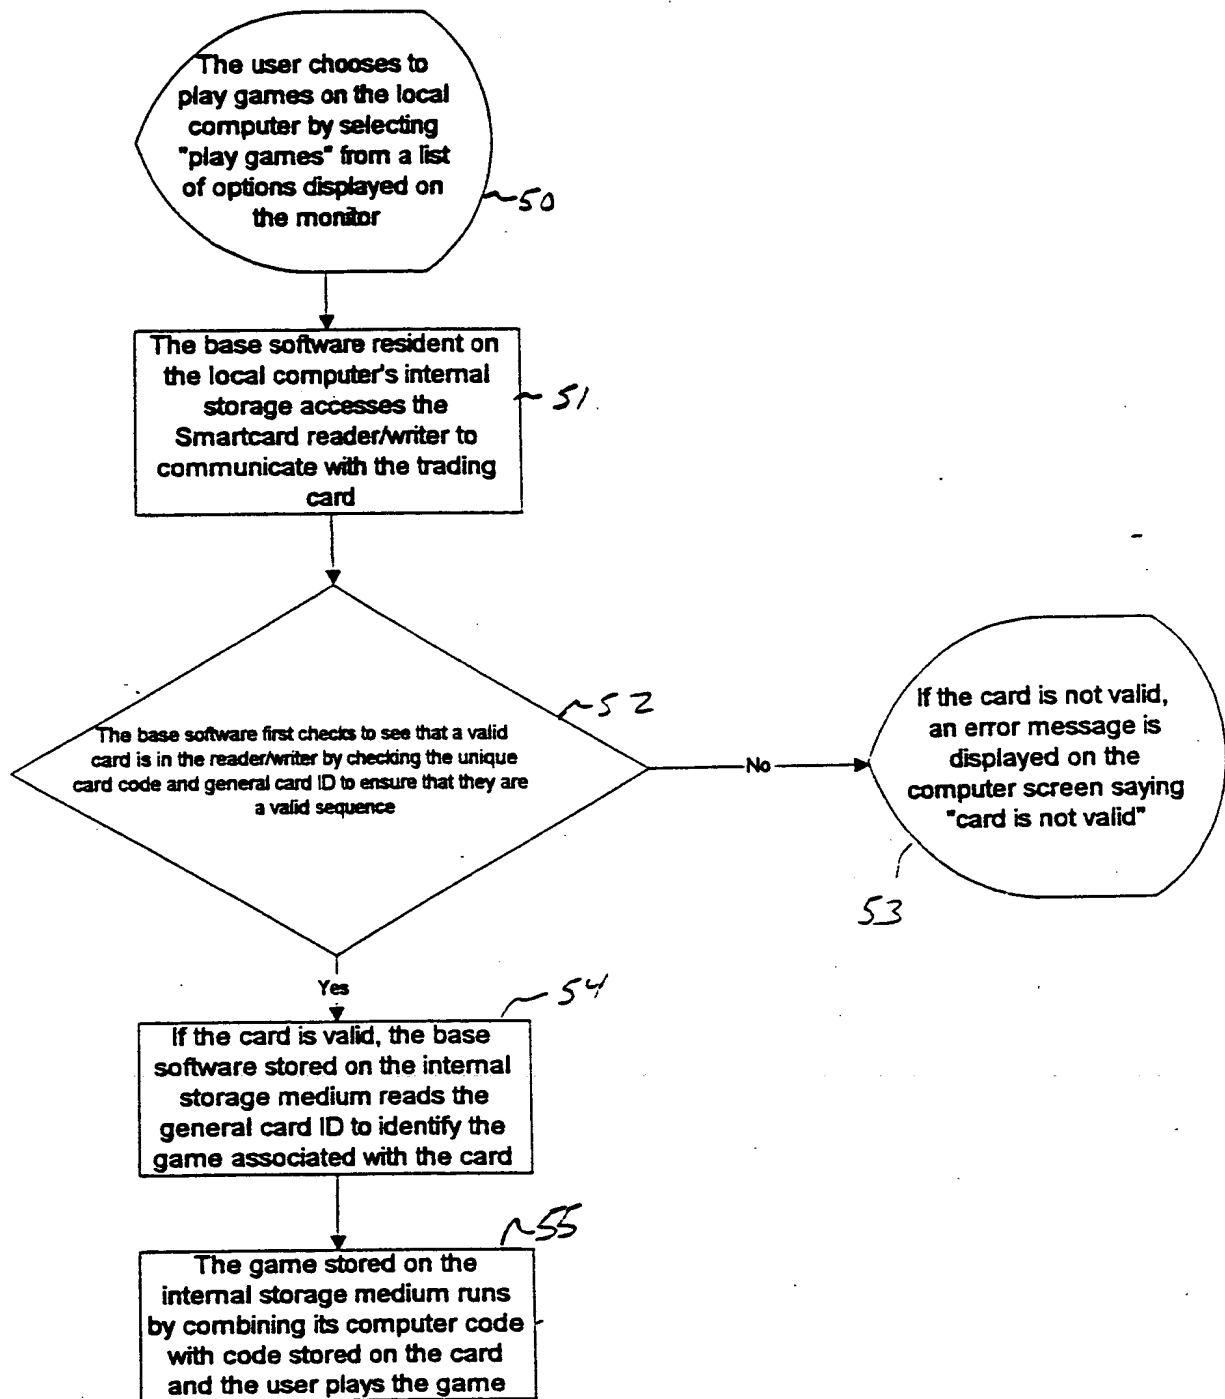 The user chooses to
play games on the local
computer by selecting
"play games" from a list
of options displayed on
the monitor
50
The base software resident on
the local computer's internal
storage accesses the
Smartcard reader/writer to
communicate with the trading
card
51
The base software first checks to see that a valid
card is in the reader/writer by checking the unique
card code and general card ID to ensure that they are
a valid sequence
52
No
If the card is not valid,
an error message is
displayed on the
computer screen saying
"card is not valid"
53
Yes
54
If the card is valid, the base
software stored on the internal
storage medium reads the
general card ID to identify the
game associated with the card
55
The game stored on the
internal storage medium runs
by combining its computer code
with code stored on the card
and the user plays the game